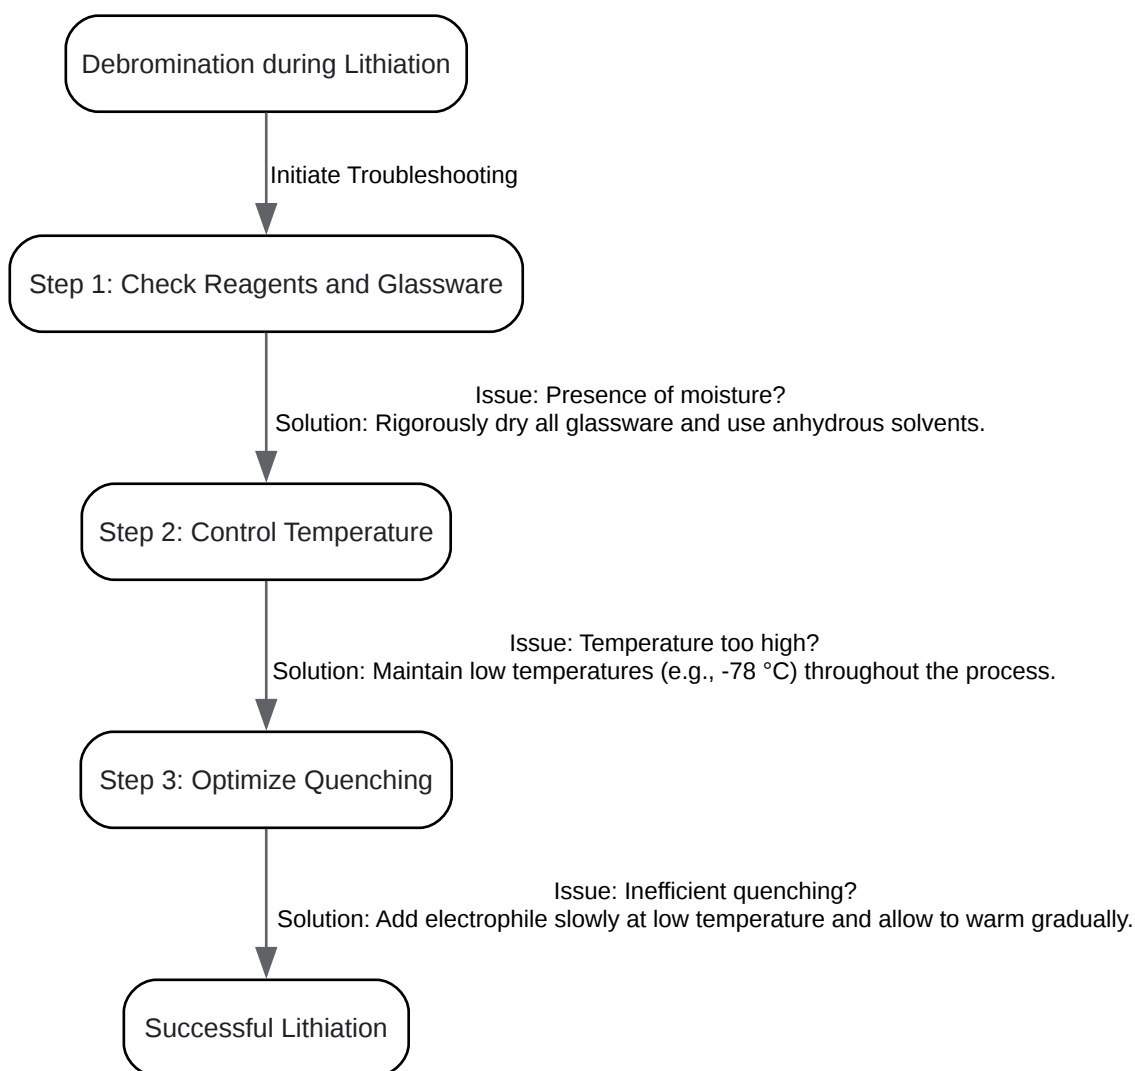 Debromination during Lithiation
Initiate Troubleshooting
Step 1: Check Reagents and Glassware
Issue: Presence of moisture?
Solution: Rigorously dry all glassware and use anhydrous solvents.
Step 2: Control Temperature
Issue: Temperature too high?
Solution: Maintain low temperatures (e.g., -78 °C) throughout the process.
Step 3: Optimize Quenching
Issue: Inefficient quenching?
Solution: Add electrophile slowly at low temperature and allow to warm gradually.
Successful Lithiation